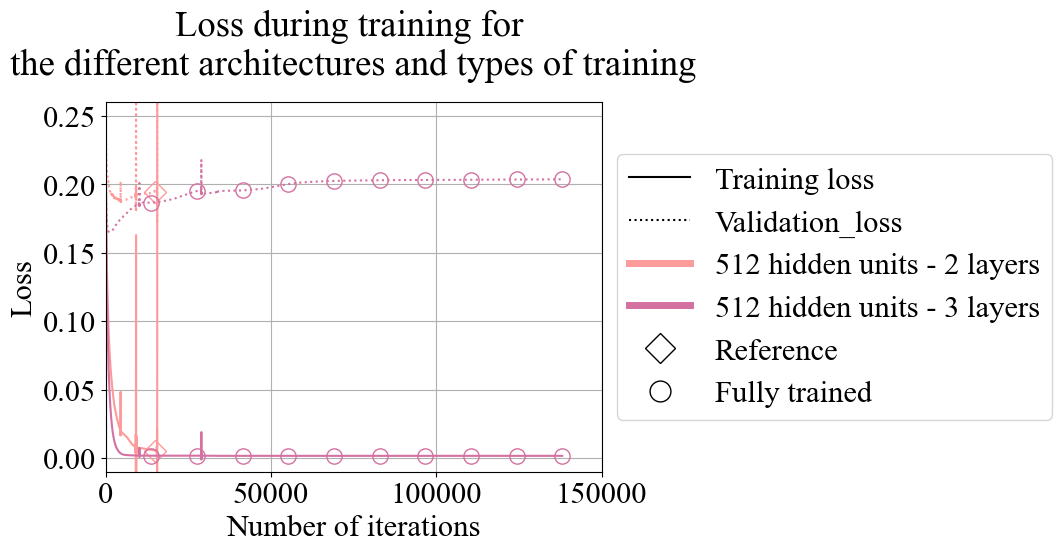 Loss during training for
the different architectures and types of training
0.25
0.20
0.15
0.10
0.05
0.00
Loss
0
50000
100000
150000
Number of iterations
Training loss
Validation_loss
512 hidden units - 2 layers
512 hidden units - 3 layers
Reference
Fully trained